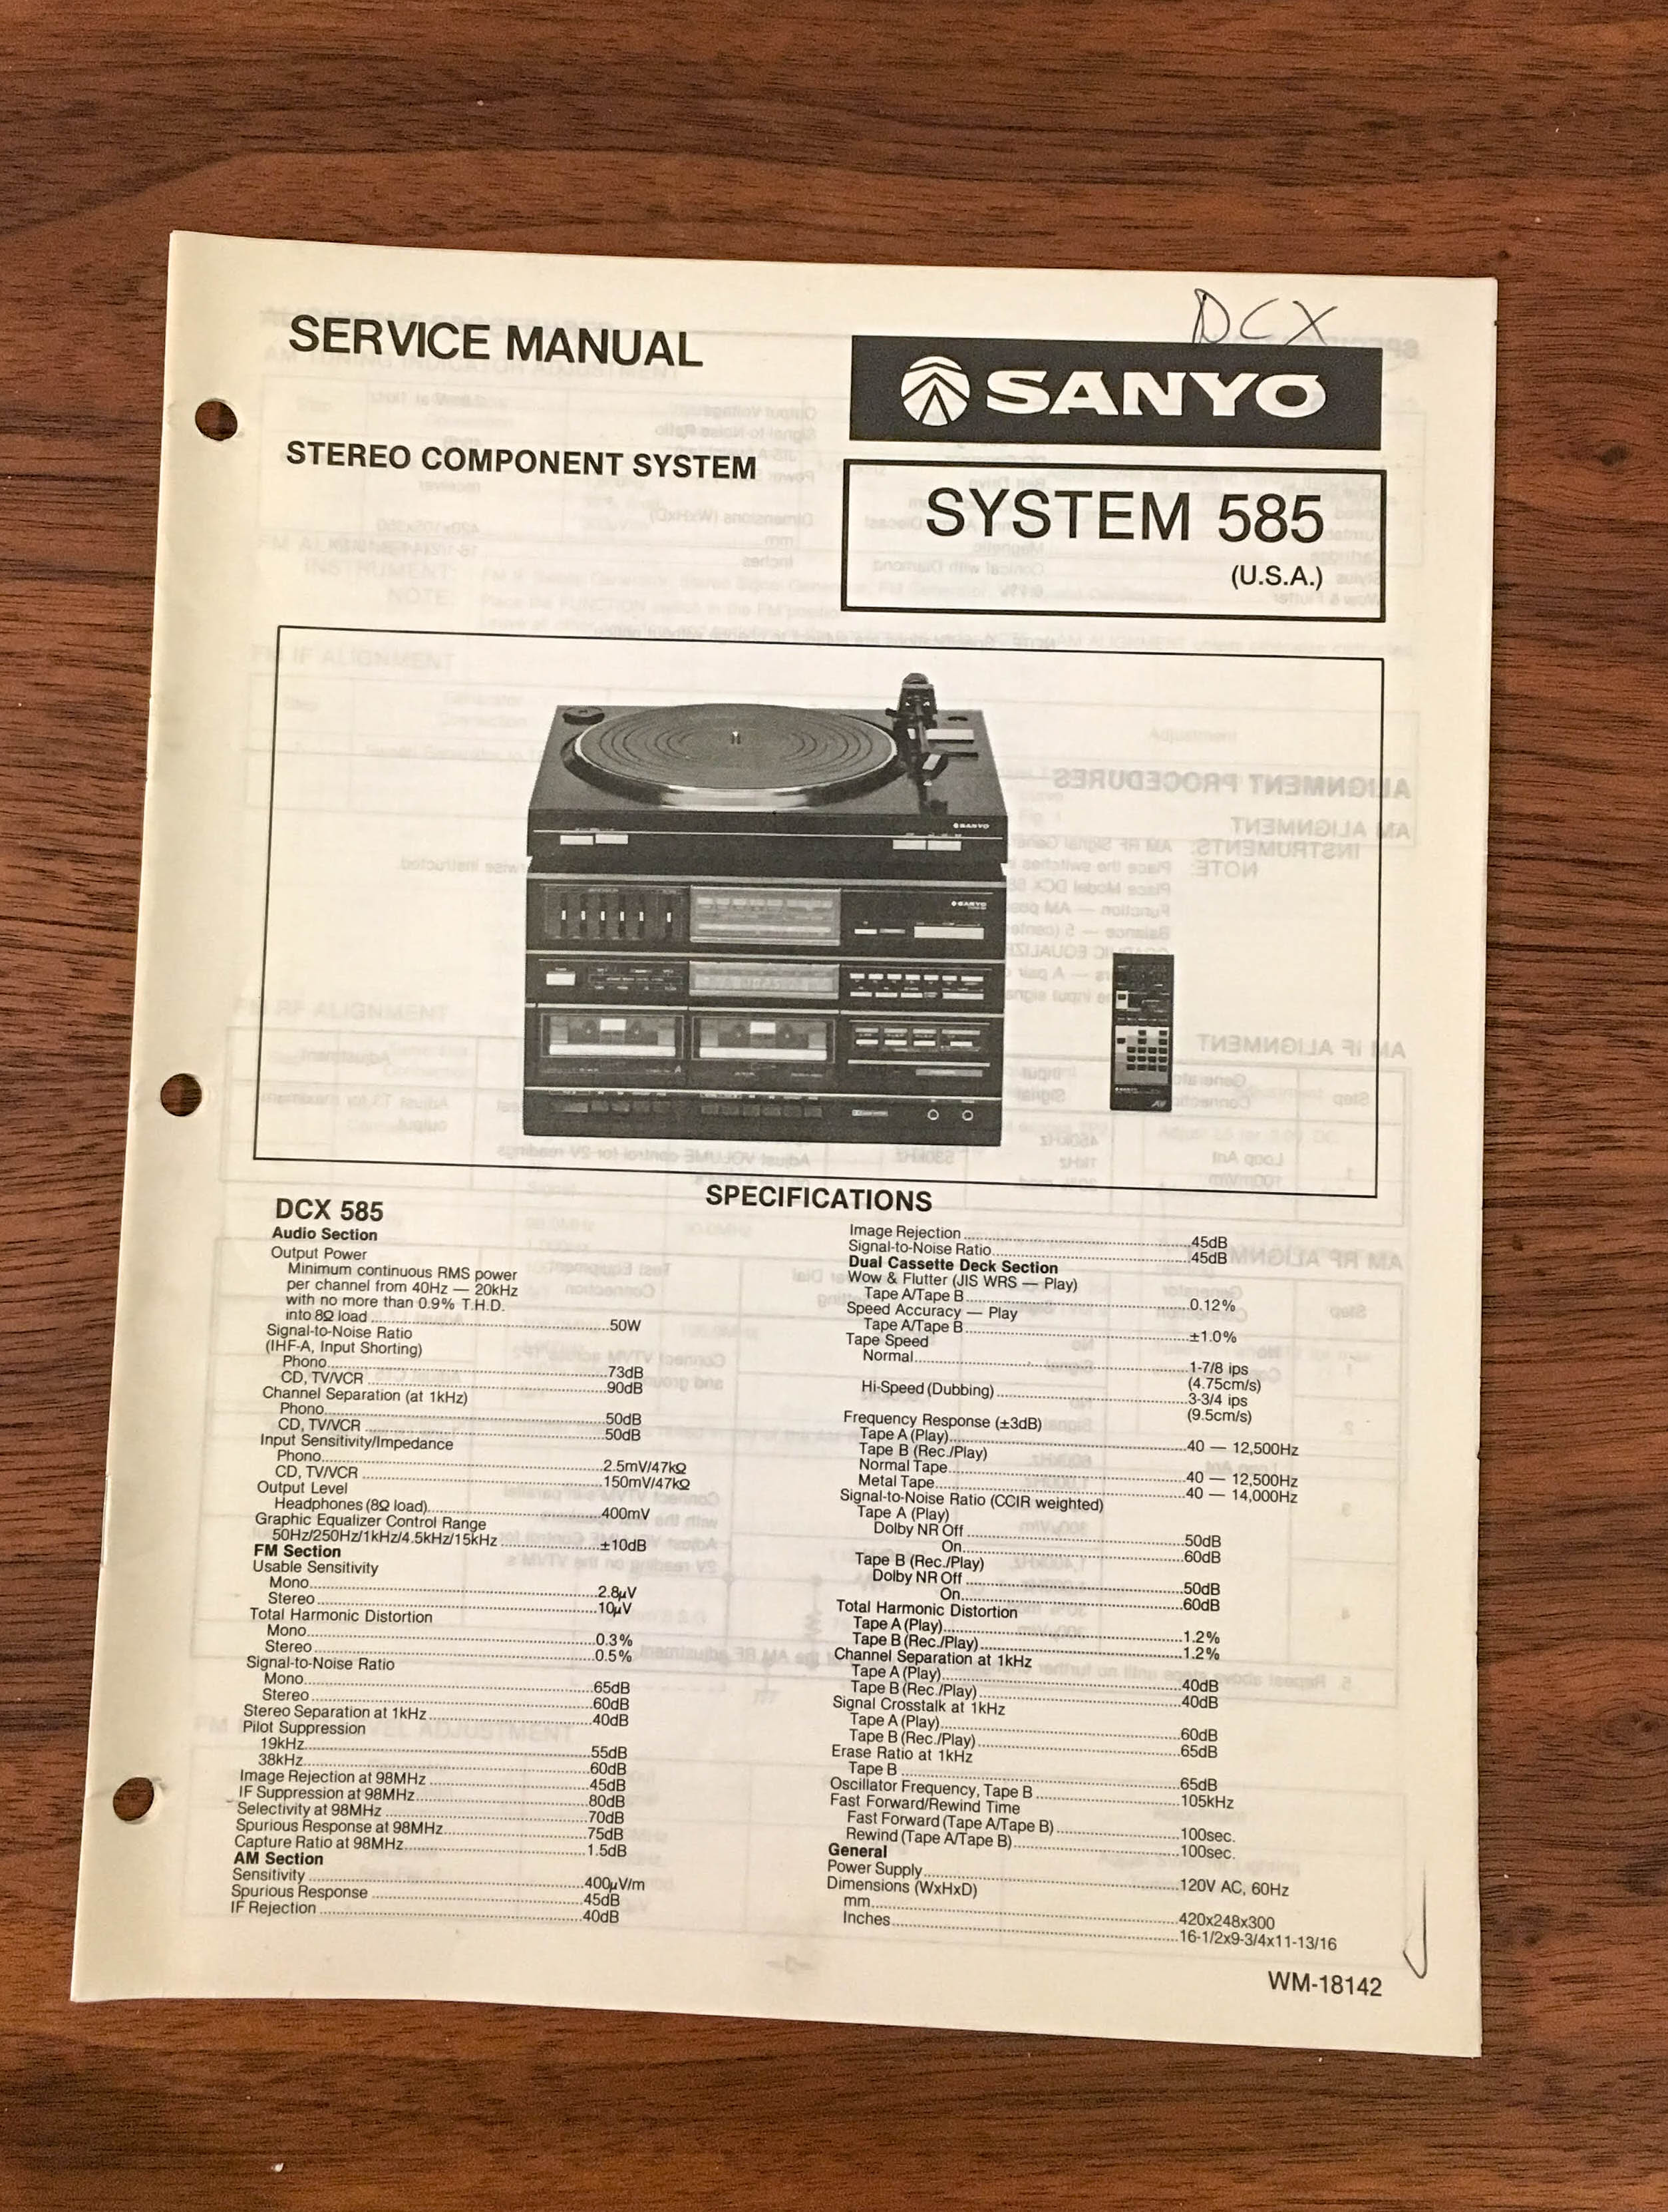 DCX
SERVICE MANUAL
SANYO
STEREO COMPONENT SYSTEM
SYSTEM 585
(U.S.A.)
SANYO
SANYO
SPECIFICATIONS
DCX 585
Audio Section
Output Power
Minimum continuous RMS power
per channel from 40Hz — 20kHz
with no more than 0.9% T.H.D.
into 8Ω load ........ 50W
Signal-to-Noise Ratio
(IHF-A, Input Shorting)
Phono ........ 73dB
CD, TV/VCR ........ 90dB
Channel Separation (at 1kHz)
Phono ........ 50dB
CD, TV/VCR ........ 50dB
Input Sensitivity/Impedance
Phono ........ 2.5mV/47kΩ
CD, TV/VCR ........ 150mV/47kΩ
Output Level
Headphones (8Ω load) ........ 400mV
Graphic Equalizer Control Range
50Hz/250Hz/1kHz/4.5kHz/15kHz ........ ±10dB
FM Section
Usable Sensitivity
Mono ........ 2.8μV
Stereo ........ 10μV
Total Harmonic Distortion
Mono ........ 0.3%
Stereo ........ 0.5%
Signal-to-Noise Ratio
Mono ........ 65dB
Stereo ........ 60dB
Stereo Separation at 1kHz ........ 40dB
Pilot Suppression
19kHz ........ 55dB
38kHz ........ 60dB
Image Rejection at 98MHz ........ 45dB
IF Suppression at 98MHz ........ 80dB
Selectivity at 98MHz ........ 70dB
Spurious Response at 98MHz ........ 75dB
Capture Ratio at 98MHz ........ 1.5dB
AM Section
Sensitivity ........ 400μV/m
Spurious Response ........ 45dB
IF Rejection ........ 40dB
Image Rejection ........ 45dB
Signal-to-Noise Ratio ........ 45dB
Dual Cassette Deck Section
Wow & Flutter (JIS WRS — Play)
Tape A/Tape B ........ 0.12%
Speed Accuracy — Play
Tape A/Tape B ........ ±1.0%
Tape Speed
Normal ........ 1-7/8 ips
(4.75cm/s)
Hi-Speed (Dubbing) ........ 3-3/4 ips
(9.5cm/s)
Frequency Response (±3dB)
Tape A (Play) ........ 40 — 12,500Hz
Tape B (Rec./Play)
Normal Tape ........ 40 — 12,500Hz
Metal Tape ........ 40 — 14,000Hz
Signal-to-Noise Ratio (CCIR weighted)
Tape A (Play)
Dolby NR Off ........ 50dB
On ........ 60dB
Tape B (Rec./Play)
Dolby NR Off ........ 50dB
On ........ 60dB
Total Harmonic Distortion
Tape A (Play) ........ 1.2%
Tape B (Rec./Play) ........ 1.2%
Channel Separation at 1kHz
Tape A (Play) ........ 40dB
Tape B (Rec./Play) ........ 40dB
Signal Crosstalk at 1kHz
Tape A (Play) ........ 60dB
Tape B (Rec./Play) ........ 65dB
Erase Ratio at 1kHz
Tape B ........ 65dB
Oscillator Frequency, Tape B ........ 105kHz
Fast Forward/Rewind Time
Fast Forward (Tape A/Tape B) ........ 100sec.
Rewind (Tape A/Tape B) ........ 100sec.
General
Power Supply ........ 120V AC, 60Hz
Dimensions (WxHxD)
mm ........ 420x248x300
Inches ........ 16-1/2x9-3/4x11-13/16
WM-18142